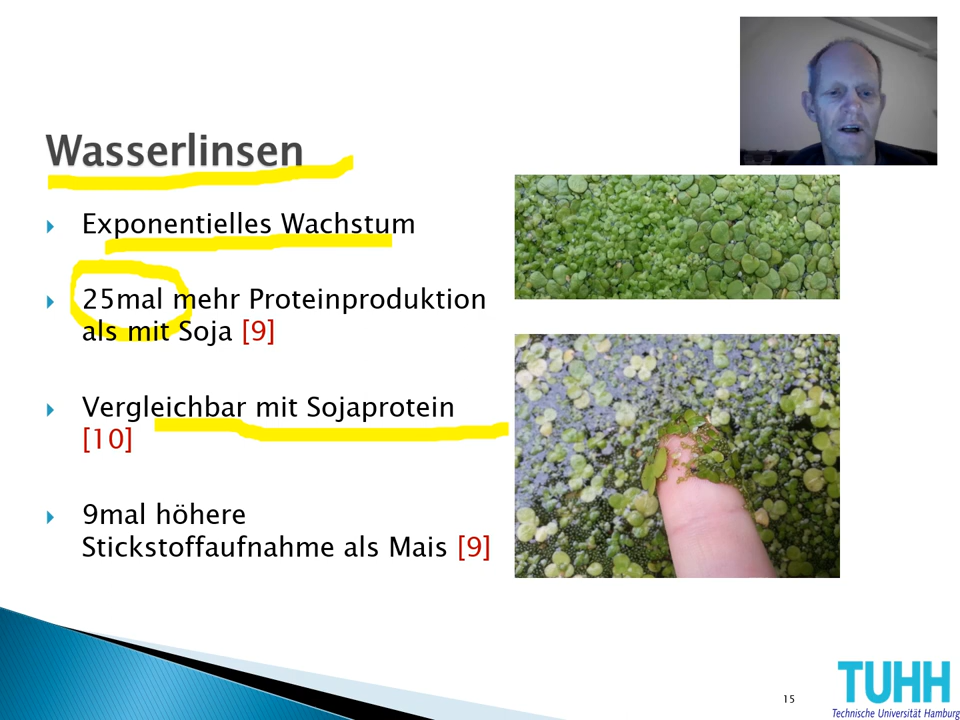 Wasserlinsen
Exponentielles Wachstum
25mal mehr Proteinproduktion
als mit Soja [9]
Vergleichbar mit Sojaprotein
[10]
9mal höhere
Stickstoffaufnahme als Mais [9]
15
TUHH
Technische Universität Hamburg